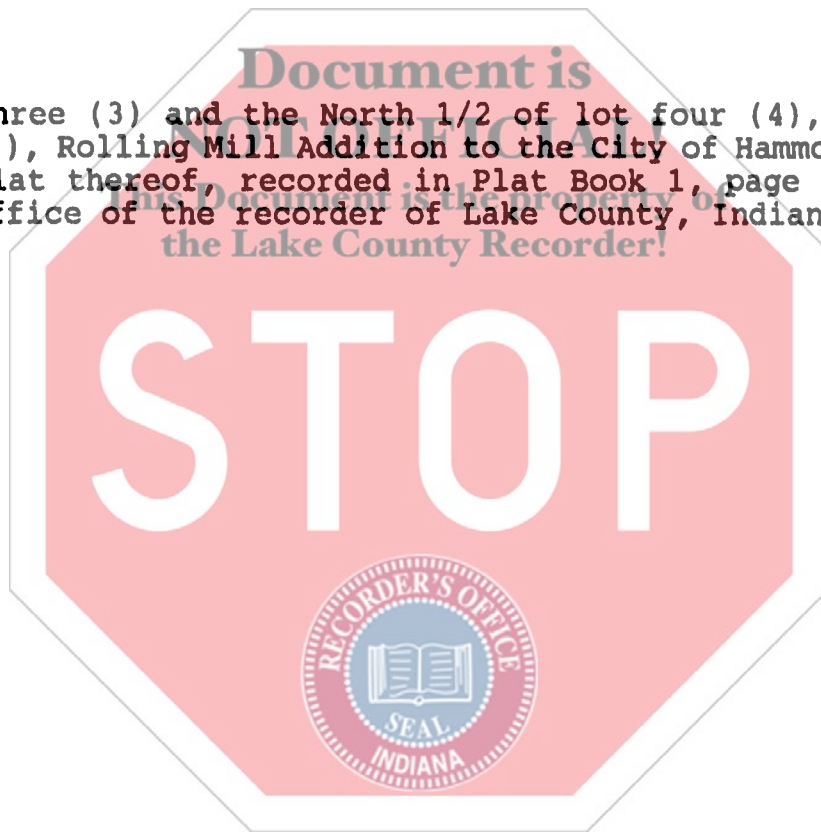 Document is
hree (3) and the North 1/2 of lot four (4),
NOT OFFICIAL!
), Rolling Mill Addition to the City of Hammo
lat thereof, recorded in Plat Book 1, page
This Document is the property of
ffice of the recorder of Lake County, Indian
the Lake County Recorder!
STOP
RECORDER'S OFFICE
SEAL
INDIANA